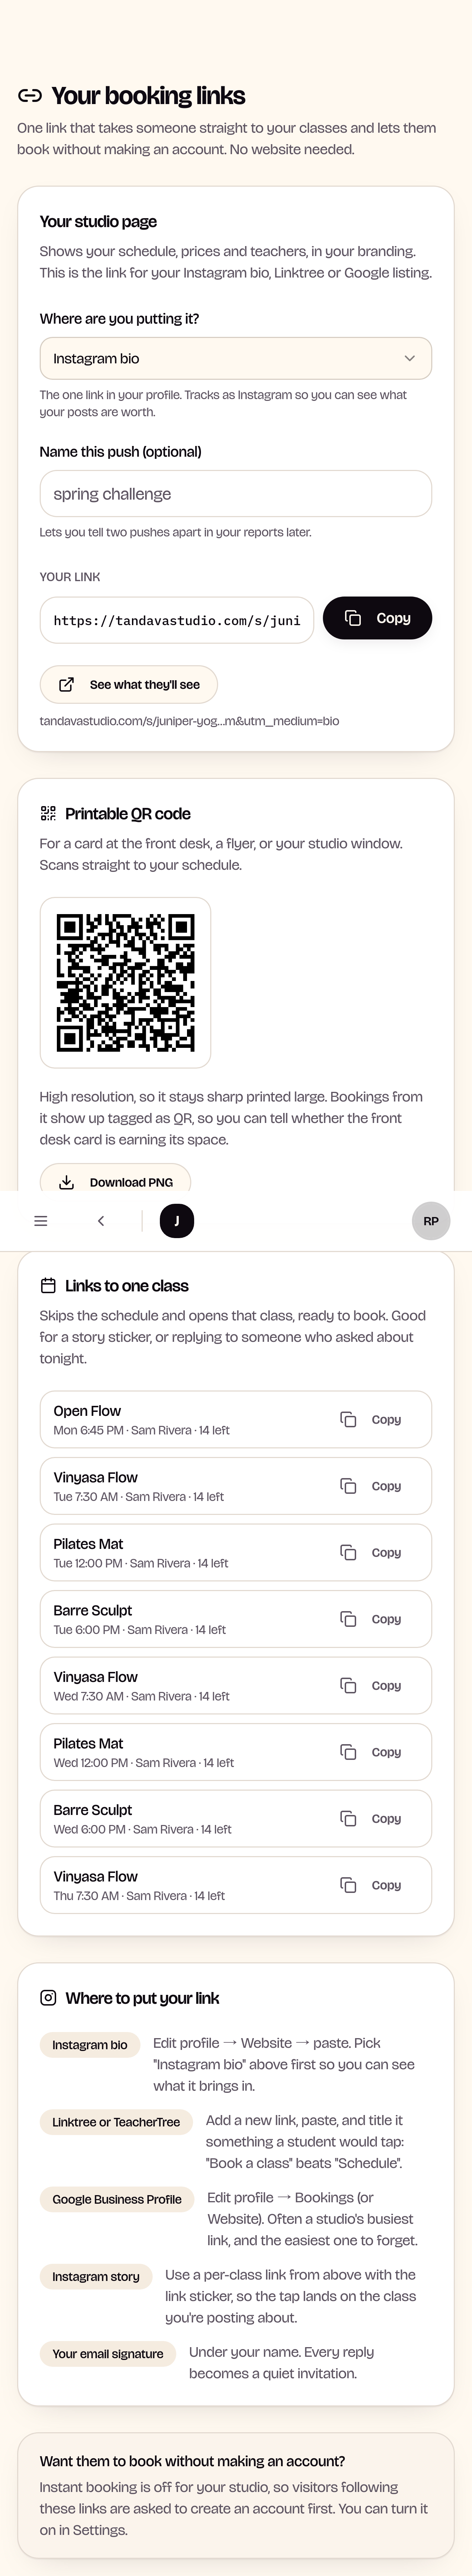 Your booking links
One link that takes someone straight to your classes and lets them
book without making an account. No website needed.
Your studio page
Shows your schedule, prices and teachers, in your branding.
This is the link for your Instagram bio, Linktree or Google listing.
Where are you putting it?
Instagram bio
The one link in your profile. Tracks as Instagram so you can see what
your posts are worth.
Name this push (optional)
spring challenge
Lets you tell two pushes apart in your reports later.
YOUR LINK
https://tandavastudio.com/s/juni
Copy
See what they'll see
tandavastudio.com/s/juniper-yog…m&utm_medium=bio
Printable QR code
For a card at the front desk, a flyer, or your studio window.
Scans straight to your schedule.
High resolution, so it stays sharp printed large. Bookings from
it show up tagged as QR, so you can tell whether the front
desk card is earning its space.
Download PNG
J
RP
Links to one class
Skips the schedule and opens that class, ready to book. Good
for a story sticker, or replying to someone who asked about
tonight.
Open Flow
Mon 6:45 PM · Sam Rivera · 14 left
Copy
Vinyasa Flow
Tue 7:30 AM · Sam Rivera · 14 left
Copy
Pilates Mat
Tue 12:00 PM · Sam Rivera · 14 left
Copy
Barre Sculpt
Tue 6:00 PM · Sam Rivera · 14 left
Copy
Vinyasa Flow
Wed 7:30 AM · Sam Rivera · 14 left
Copy
Pilates Mat
Wed 12:00 PM · Sam Rivera · 14 left
Copy
Barre Sculpt
Wed 6:00 PM · Sam Rivera · 14 left
Copy
Vinyasa Flow
Thu 7:30 AM · Sam Rivera · 14 left
Copy
Where to put your link
Instagram bio
Edit profile → Website → paste. Pick
"Instagram bio" above first so you can see
what it brings in.
Linktree or TeacherTree
Add a new link, paste, and title it
something a student would tap:
"Book a class" beats "Schedule".
Google Business Profile
Edit profile → Bookings (or
Website). Often a studio's busiest
link, and the easiest one to forget.
Instagram story
Use a per-class link from above with the
link sticker, so the tap lands on the class
you're posting about.
Your email signature
Under your name. Every reply
becomes a quiet invitation.
Want them to book without making an account?
Instant booking is off for your studio, so visitors following
these links are asked to create an account first. You can turn it
on in Settings.